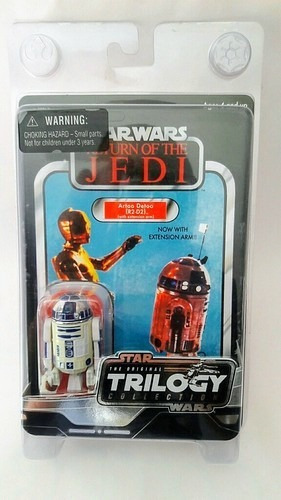 WARNING:
CHOKING HAZARD – Small parts.
Not for children under 3 years.
STAR WARS
RETURN OF THE
JEDI
Artoo Detoo
(R2-D2)
(with extension arm)
NOW WITH
EXTENSION ARM!
STAR
THE ORIGINAL
TRILOGY
COLLECTION
WARS